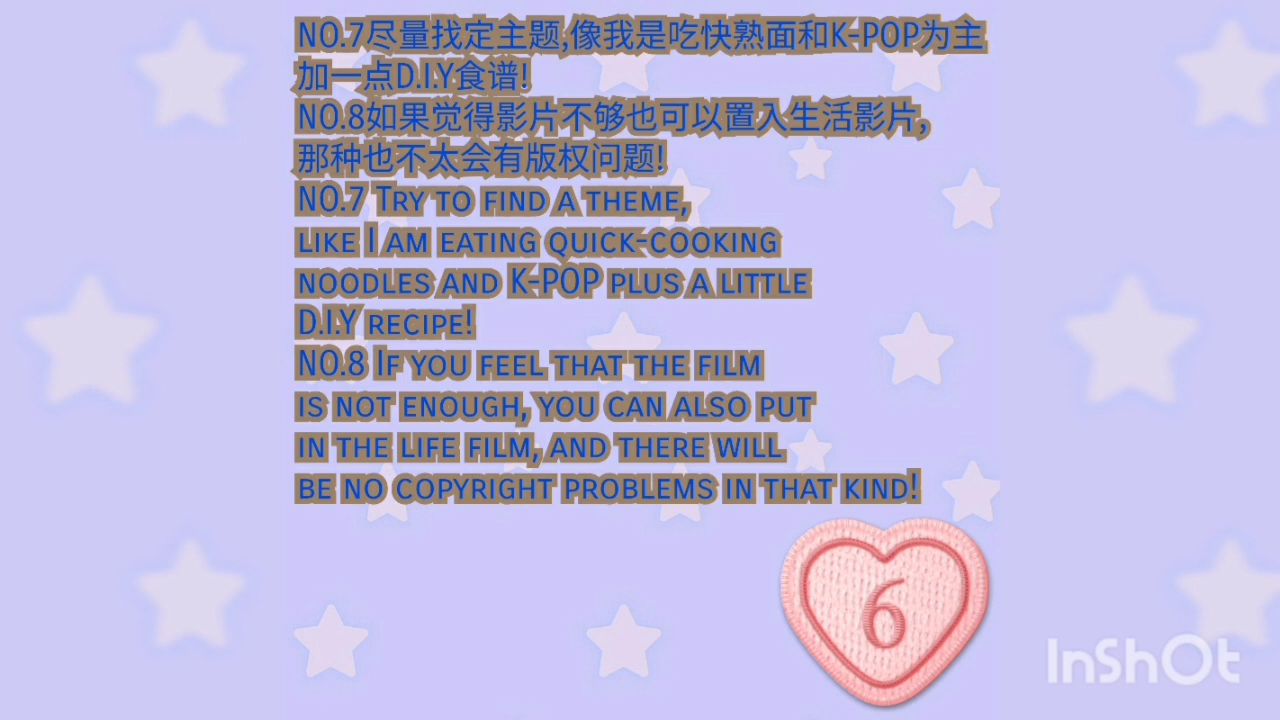 NO.7尽量找定主题,像我是吃快熟面和K-POP为主
加一点D.I.Y食谱!
NO.8如果觉得影片不够也可以置入生活影片,
那种也不太会有版权问题!
NO.7 Try to find a theme,
like I am eating quick-cooking
noodles and K-POP plus a little
D.I.Y recipe!
NO.8 If you feel that the film
is not enough, you can also put
in the life film, and there will
be no copyright problems in that kind!
6
InShOt